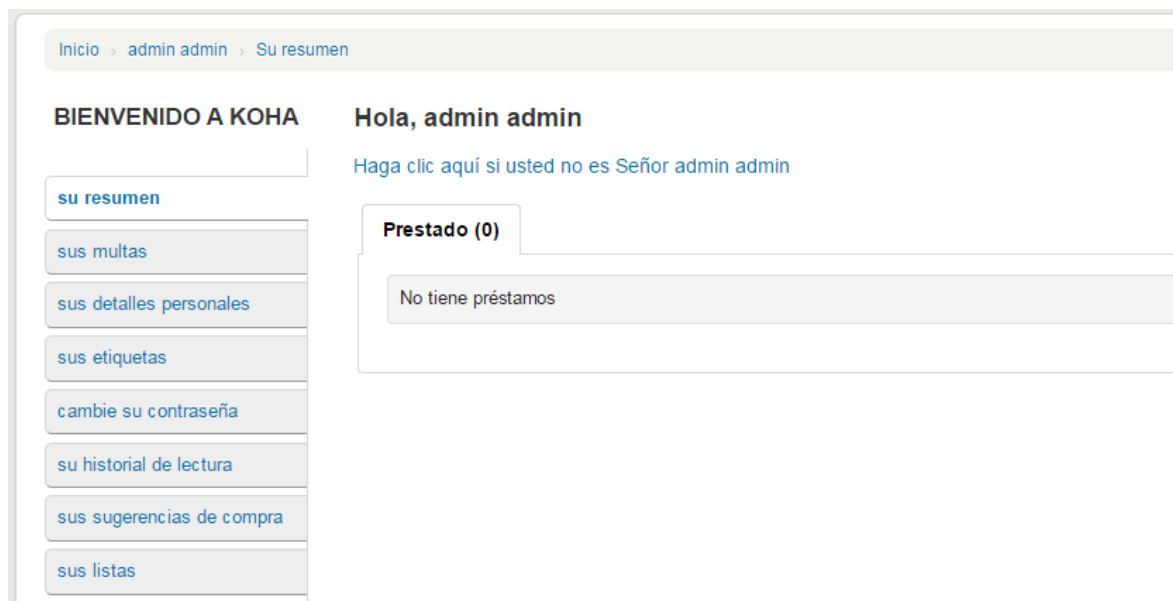 Inicio › admin admin › Su resumen
BIENVENIDO A KOHA
su resumen
sus multas
sus detalles personales
sus etiquetas
cambie su contraseña
su historial de lectura
sus sugerencias de compra
sus listas
Hola, admin admin
Haga clic aquí si usted no es Señor admin admin
Prestado (0)
No tiene préstamos